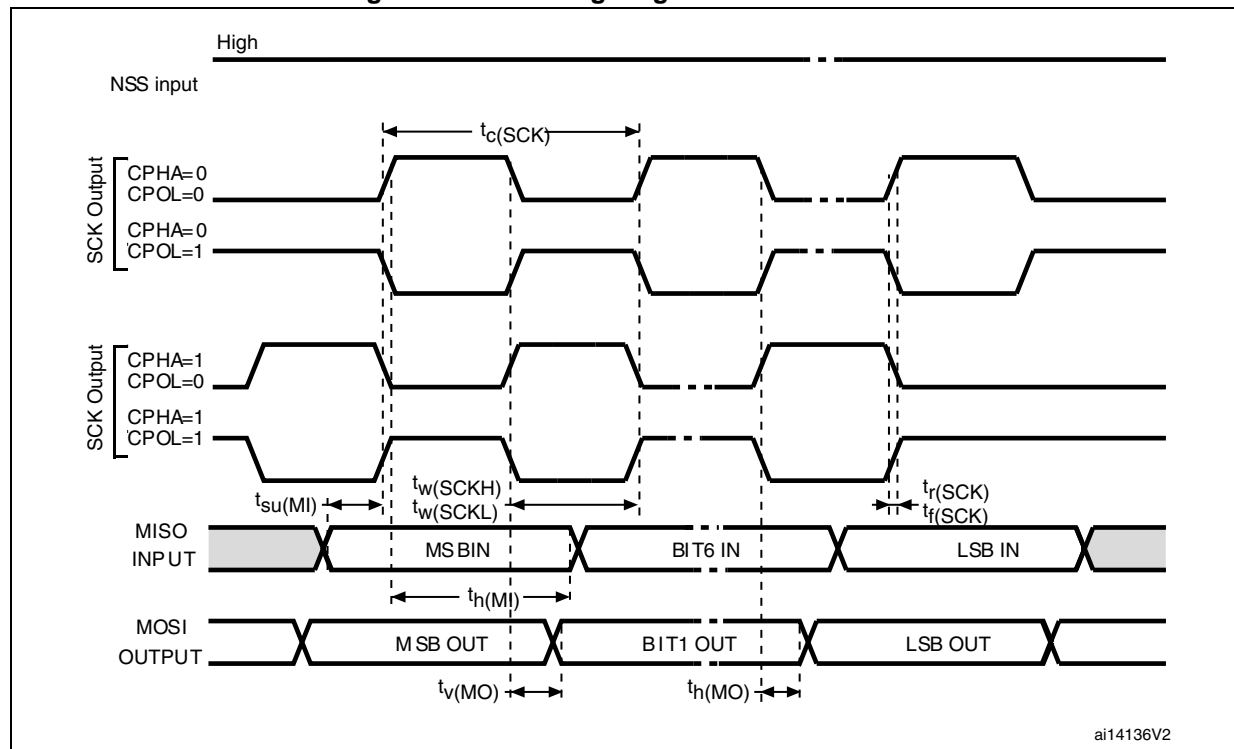 High
NSS input
tc(SCK)
SCK Output
CPHA=0
CPOL=0
CPHA=0
CPOL=1
SCK Output
CPHA=1
CPOL=0
CPHA=1
CPOL=1
tsu(MI)
tw(SCKH)
tw(SCKL)
tr(SCK)
tf(SCK)
MISO
INPUT
MSBIN
BIT6 IN
LSB IN
th(MI)
MOSI
OUTPUT
MSB OUT
BIT1 OUT
LSB OUT
tv(MO)
th(MO)
ai14136V2